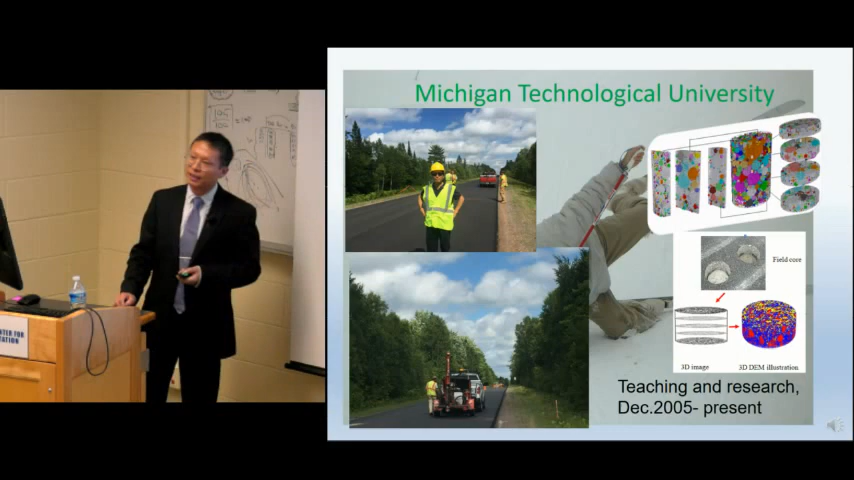 Michigan Technological University
Field core
3D image
3D DEM illustration
Teaching and research,
Dec.2005- present